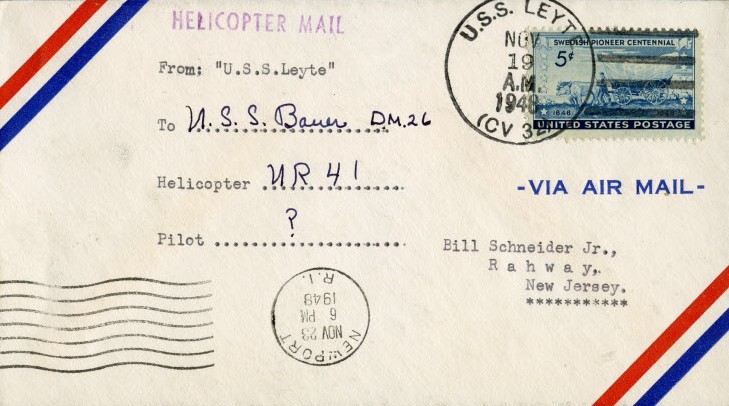 HELICOPTER MAIL
U.S.S. LEYTE
NOV
19
A.M.
1948
(CV 32)
SWEDISH PIONEER CENTENNIAL
5¢
1848
UNITED STATES POSTAGE
From; "U.S.S.Leyte"
To U.S.S. Bauer DM.26
Helicopter UR 41
Pilot ?
-VIA AIR MAIL-
Bill Schneider Jr.,
Rahway,
New Jersey.
***********
NEWPORT
NOV 23
6 PM
1948
R.I.